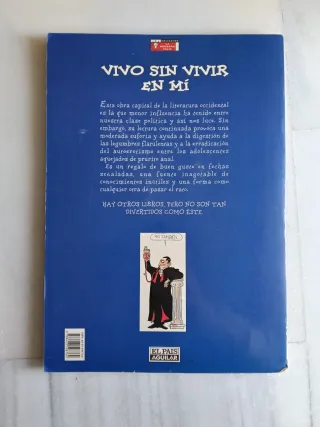 VIVO SIN VIVIR
EN MÍ
Esta obra capital de la literatura occidental
es la que menor influencia ha tenido entre
nuestra clase política y así nos luce. Sin
embargo, su lectura continuada provoca una
moderada euforia y ayuda a la digestión de
las legumbres flatulentas y a la erradicación
del autoerotismo entre los adolescentes
aquejados de prurito anal.
Es un regalo de buen gusto en fechas
señaladas, una fuente inagotable de
conocimientos inútiles y una forma como
cualquier otra de pasar el rato.
HAY OTROS LIBROS, PERO NO SON TAN
DIVERTIDOS COMO ÉSTE
EL PAIS
AGUILAR